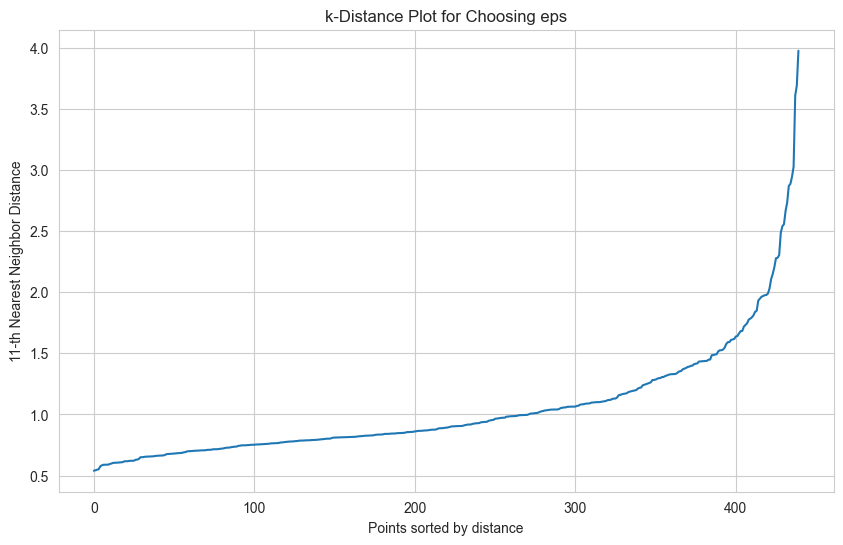 k-Distance Plot for Choosing eps
4.0
3.5
3.0
2.5
2.0
1.5
1.0
0.5
11-th Nearest Neighbor Distance
0 100 200 300 400
Points sorted by distance